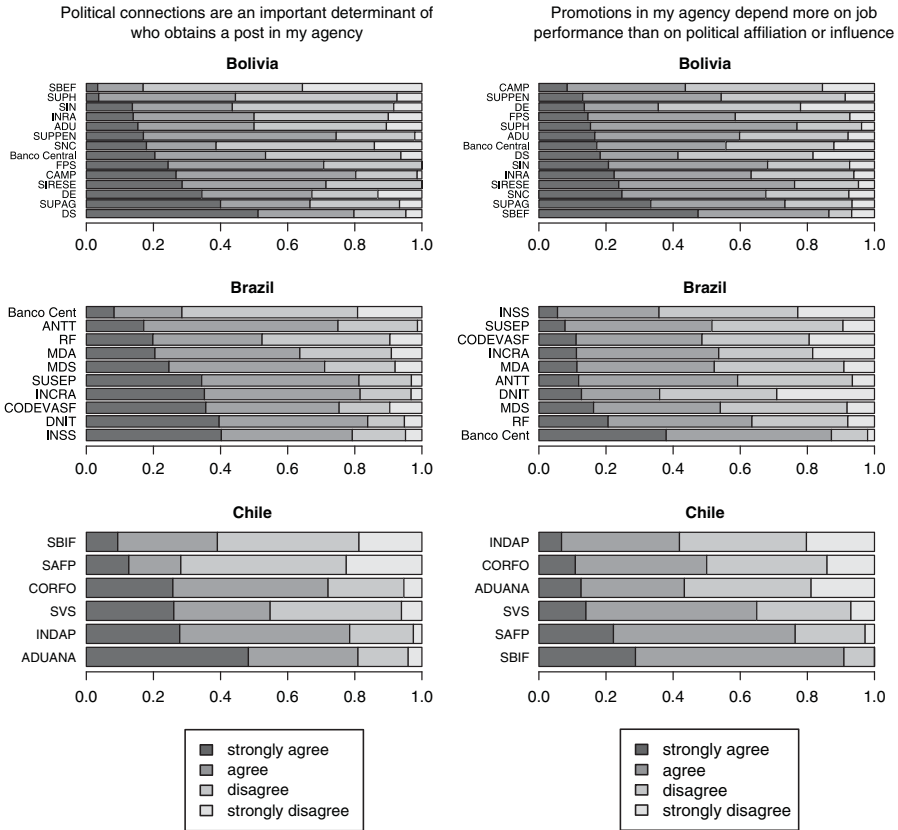 Political connections are an important determinant of
who obtains a post in my agency
Bolivia
SBEF
SUPH
SIN
INRA
ADU
SUPPEN
SNC
Banco Central
FPS
CAMP
SIRESE
DE
SUPAG
DS
0.0 0.2 0.4 0.6 0.8 1.0
Brazil
Banco Cent
ANTT
RF
MDA
MDS
SUSEP
INCRA
CODEVASF
DNIT
INSS
0.0 0.2 0.4 0.6 0.8 1.0
Chile
SBIF
SAFP
CORFO
SVS
INDAP
ADUANA
0.0 0.2 0.4 0.6 0.8 1.0
strongly agree
agree
disagree
strongly disagree
Promotions in my agency depend more on job
performance than on political affiliation or influence
Bolivia
CAMP
SUPPEN
DE
FPS
SUPH
ADU
Banco Central
DS
SIN
INRA
SIRESE
SNC
SUPAG
SBEF
0.0 0.2 0.4 0.6 0.8 1.0
Brazil
INSS
SUSEP
CODEVASF
INCRA
MDA
ANTT
DNIT
MDS
RF
Banco Cent
0.0 0.2 0.4 0.6 0.8 1.0
Chile
INDAP
CORFO
ADUANA
SVS
SAFP
SBIF
0.0 0.2 0.4 0.6 0.8 1.0
strongly agree
agree
disagree
strongly disagree